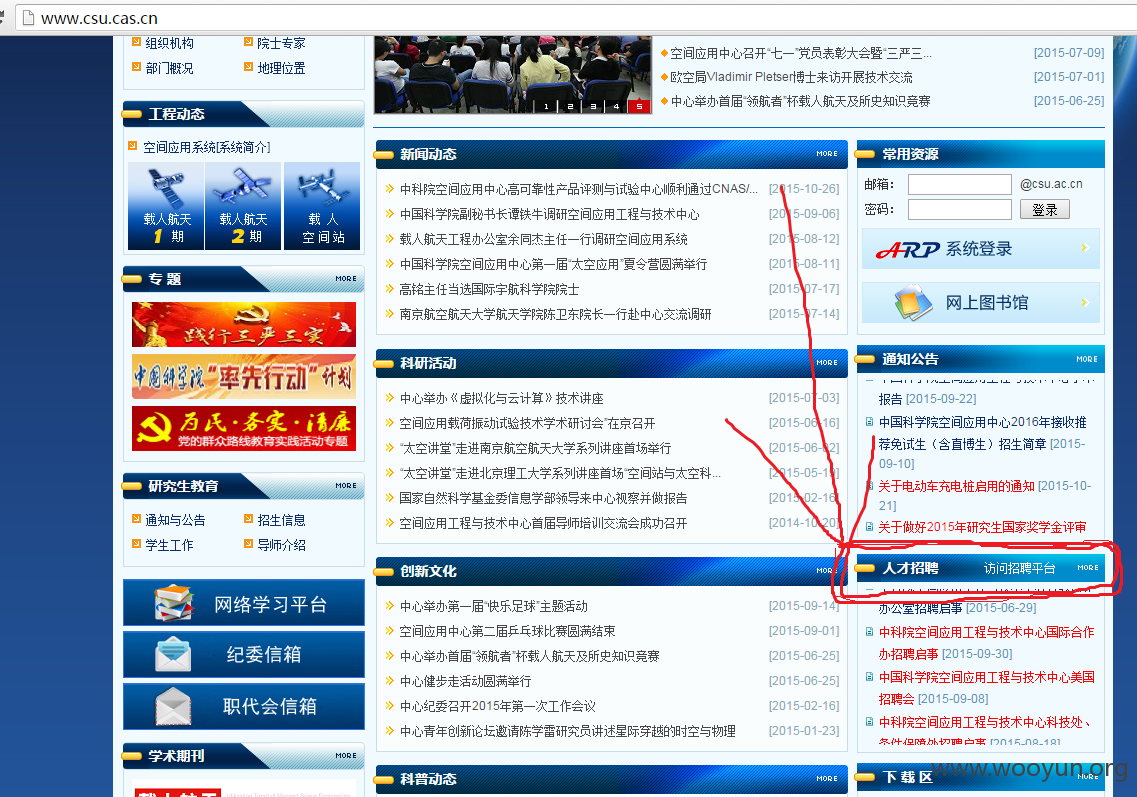 www.csu.cas.cn
组织机构
院士专家
部门概况
地理位置
工程动态
空间应用系统[系统简介]
载人航天
1 期
载人航天
2 期
载 人
空 间 站
专 题
MORE
践行三严三实
中国科学院“率先行动”计划
为民·务实·清廉
党的群众路线教育实践活动专题
研究生教育
MORE
通知与公告
招生信息
学生工作
导师介绍
网络学习平台
纪委信箱
职代会信箱
学术期刊
MORE
载人航天
1 2 3 4 5
空间应用中心召开“七一”党员表彰大会暨“三严三... [2015-07-09]
欧空局Vladimir Pletser博士来访开展技术交流 [2015-07-01]
中心举办首届“领航者”杯载人航天及所史知识竞赛 [2015-06-25]
新闻动态
MORE
中科院空间应用中心高可靠性产品评测与试验中心顺利通过CNAS/... [2015-10-26]
中国科学院副秘书长谭铁牛调研空间应用工程与技术中心 [2015-09-06]
载人航天工程办公室余同杰主任一行调研空间应用系统 [2015-08-12]
中国科学院空间应用中心第一届“太空应用”夏令营圆满举行 [2015-08-11]
高铭主任当选国际宇航科学院院士 [2015-07-17]
南京航空航天大学航天学院陈卫东院长一行赴中心交流调研 [2015-07-14]
科研活动
MORE
中心举办《虚拟化与云计算》技术讲座 [2015-07-03]
空间应用载荷振动试验技术学术研讨会”在京召开 [2015-06-16]
“太空讲堂”走进南京航空航天大学系列讲座首场举行 [2015-06-02]
“太空讲堂”走进北京理工大学系列讲座首场“空间站与太空科... [2015-05-19]
国家自然科学基金委信息学部领导来中心视察并做报告 [2015-02-16]
空间应用工程与技术中心首届导师培训交流会成功召开 [2014-10-20]
创新文化
MORE
中心举办第一届“快乐足球”主题活动 [2015-09-14]
空间应用中心第二届乒乓球比赛圆满结束 [2015-09-01]
中心举办首届“领航者”杯载人航天及所史知识竞赛 [2015-06-25]
中心健步走活动圆满举行 [2015-06-25]
中心纪委召开2015年第一次工作会议 [2015-02-16]
中心青年创新论坛邀请陈学雷研究员讲述星际穿越的时空与物理 [2015-01-23]
科普动态
MORE
常用资源
邮箱： @csu.ac.cn
密码： 登录
ARP 系统登录
网上图书馆
通知公告
MORE
报告 [2015-09-22]
中国科学院空间应用中心2016年接收推
荐免试生（含直博生）招生简章 [2015-
09-10]
关于电动车充电桩启用的通知 [2015-10-
21]
关于做好2015年研究生国家奖学金评审
人才招聘
访问招聘平台
MORE
办公室招聘启事 [2015-06-29]
中科院空间应用工程与技术中心国际合作
办招聘启事 [2015-09-30]
中国科学院空间应用工程与技术中心美国
招聘会 [2015-09-08]
中科院空间应用工程与技术中心科技处、
条件保障处招聘启事 [2015-08-18]
下 载 区
MORE
www.wooyun.org